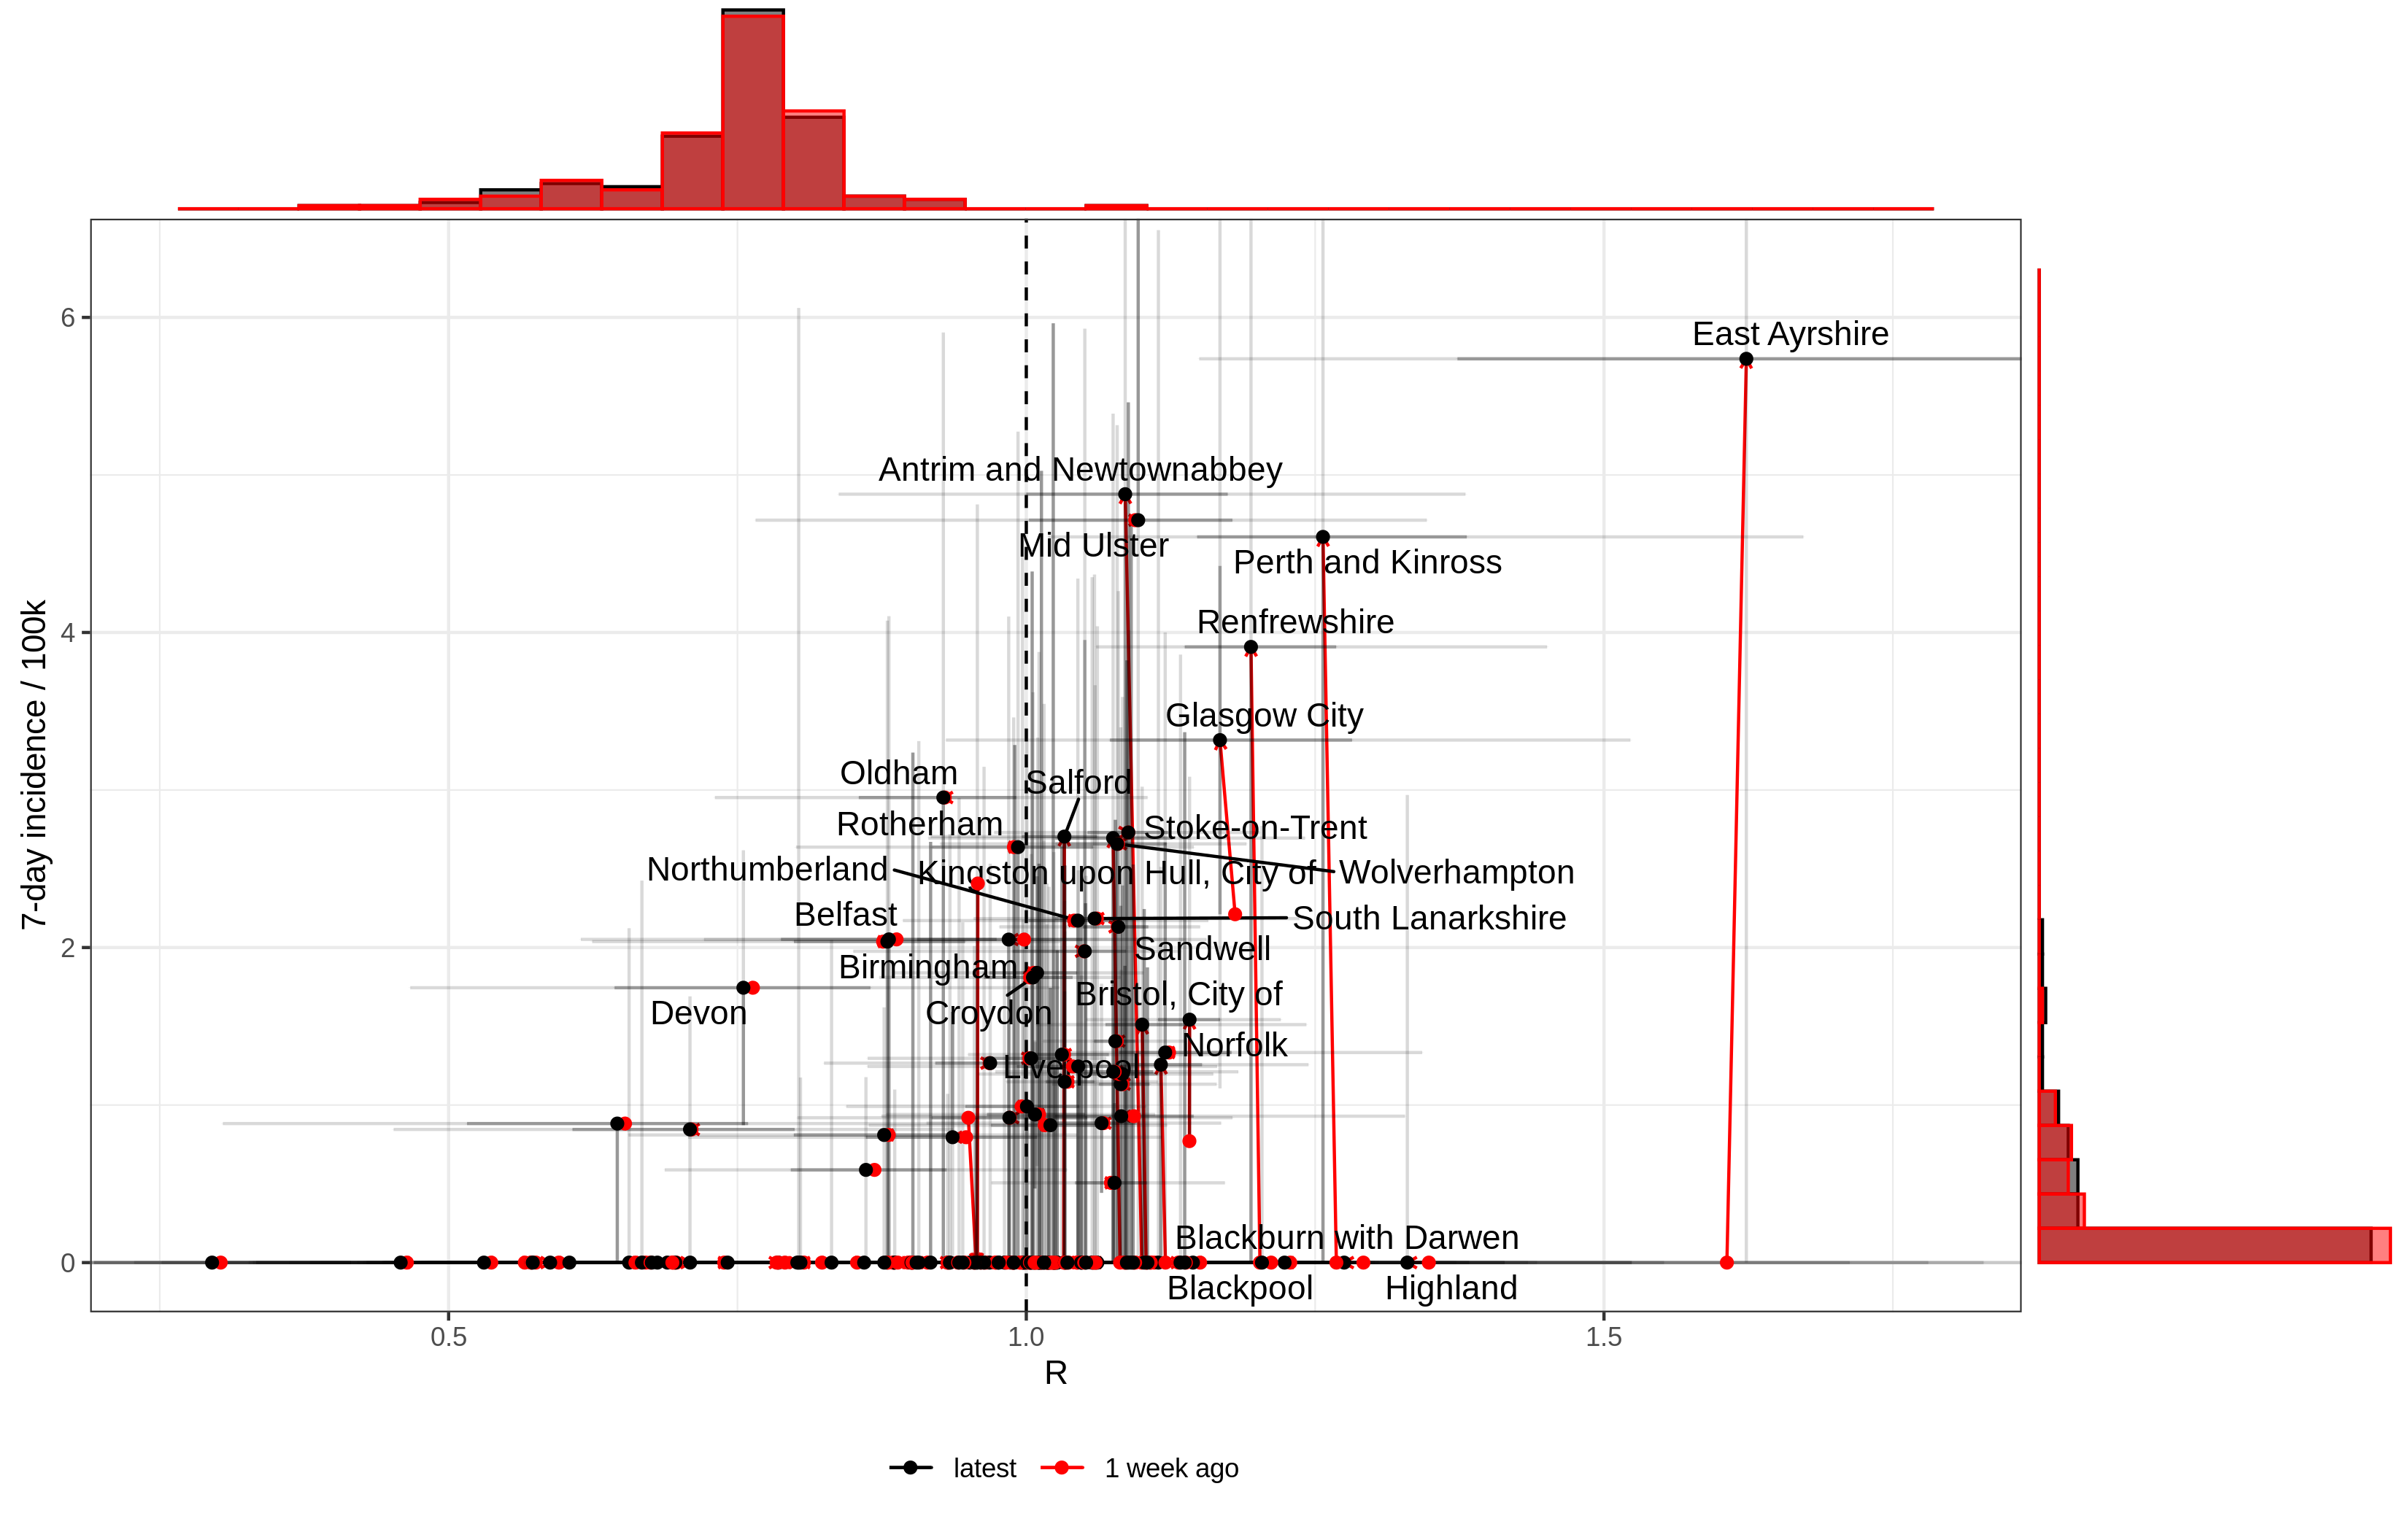 6
East Ayrshire
Antrim and Newtownabbey
Mid Ulster
Perth and Kinross
4
Renfrewshire
Glasgow City
Oldham
Salford
Rotherham
Stoke-on-Trent
Northumberland
Kingston upon Hull, City of
Wolverhampton
Belfast
South Lanarkshire
2
Sandwell
Birmingham
Bristol, City of
Devon
Croydon
Norfolk
Liverpool
Blackburn with Darwen
0
Blackpool
Highland
7-day incidence / 100k
0.5
1.0
1.5
R
latest
1 week ago